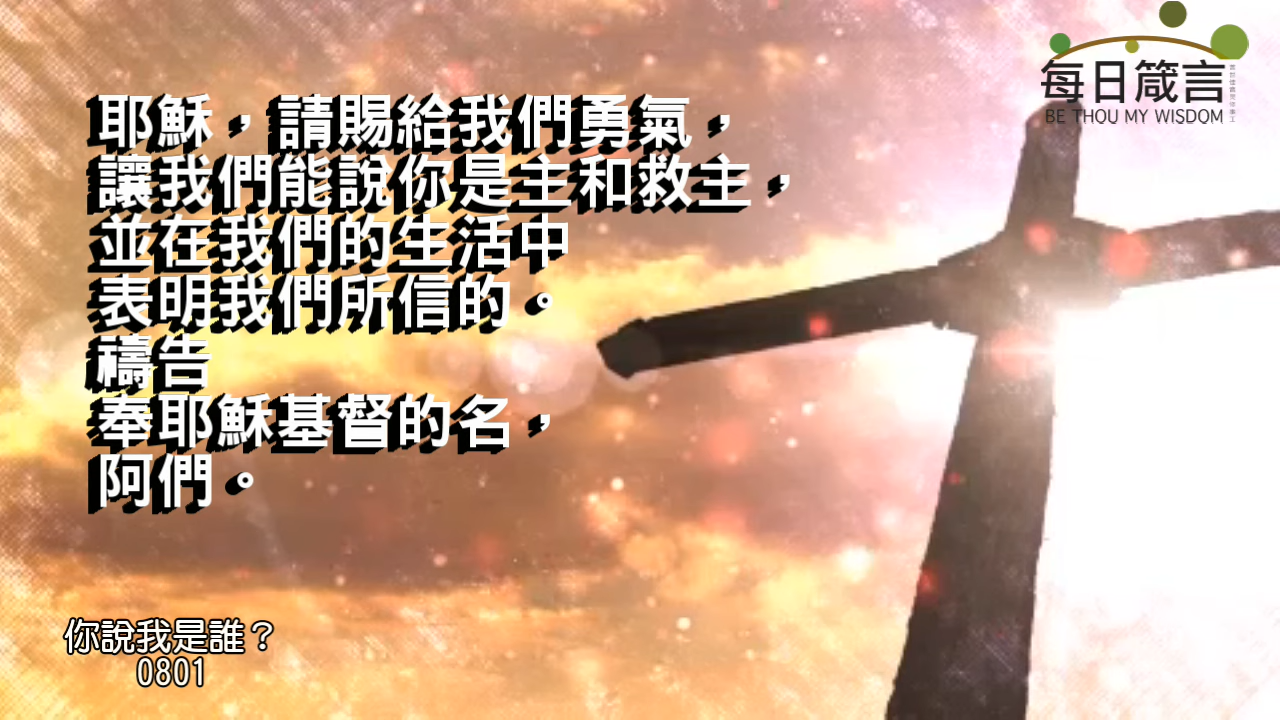 每日箴言
BE THOU MY WISDOM
耶穌，請賜給我們勇氣，
讓我們能說你是主和救主，
並在我們的生活中
表明我們所信的。
禱告
奉耶穌基督的名，
阿們。
你說我是誰？
0801